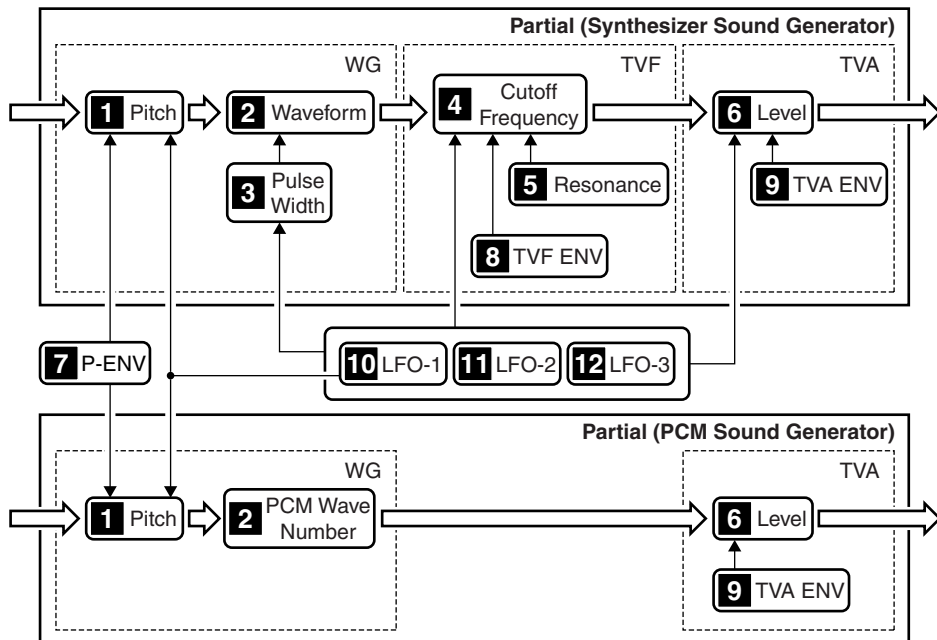 Partial (Synthesizer Sound Generator)
WG
TVF
TVA
1 Pitch
2 Waveform
4 Cutoff
Frequency
6 Level
3 Pulse
Width
5 Resonance
9 TVA ENV
8 TVF ENV
7 P-ENV
10 LFO-1
11 LFO-2
12 LFO-3
Partial (PCM Sound Generator)
WG
TVA
1 Pitch
2 PCM Wave
Number
6 Level
9 TVA ENV